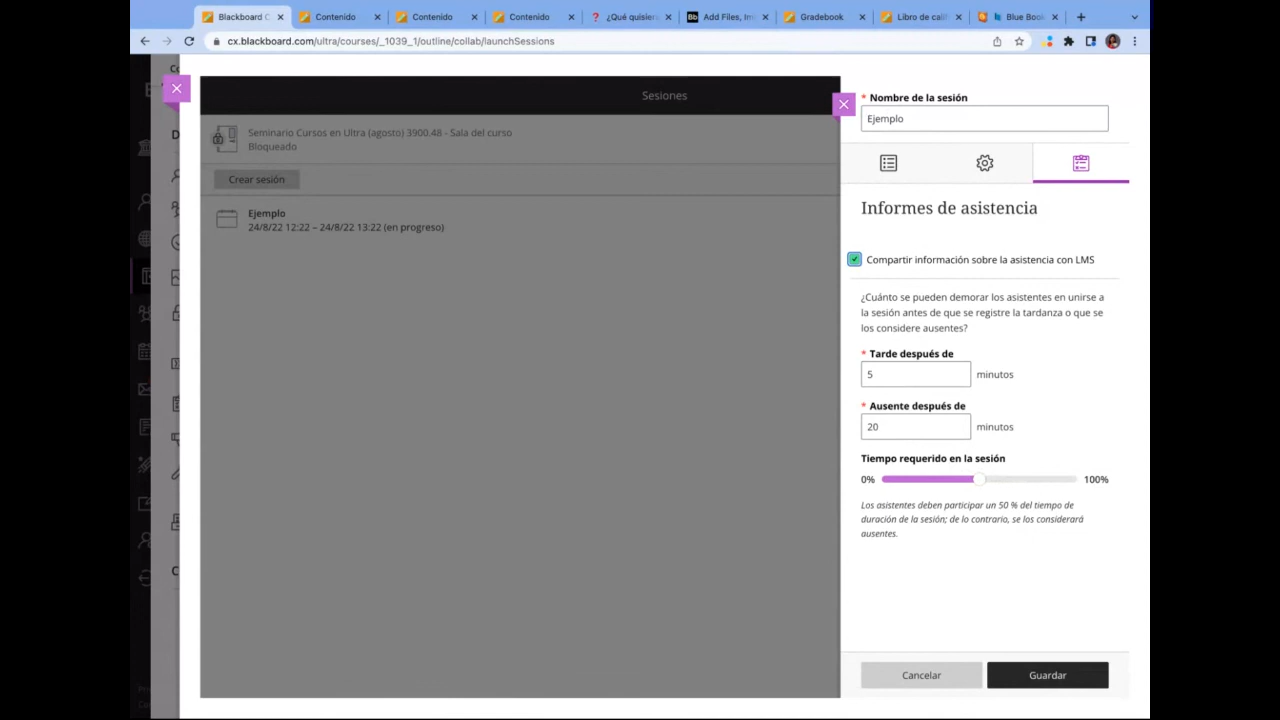 Blackboard C
Contenido
Contenido
Contenido
¿Qué quisier
Add Files, Im
Gradebook
Libro de cali
Blue Boo
cx.blackboard.com/ultra/courses/_1039_1/outline/collab/launchSessions
Sesiones
Seminario Cursos en Ultra (agosto) 3900.48 - Sala del curso
Bloqueado
Crear sesión
Ejemplo
24/8/22 12:22 – 24/8/22 13:22 (en progreso)
* Nombre de la sesión
Ejemplo
Informes de asistencia
Compartir información sobre la asistencia con LMS
¿Cuánto se pueden demorar los asistentes en unirse a
la sesión antes de que se registre la tardanza o que se
los considere ausentes?
* Tarde después de
5 minutos
* Ausente después de
20 minutos
Tiempo requerido en la sesión
0% 100%
Los asistentes deben participar un 50 % del tiempo de
duración de la sesión; de lo contrario, se los considerará
ausentes.
Cancelar Guardar